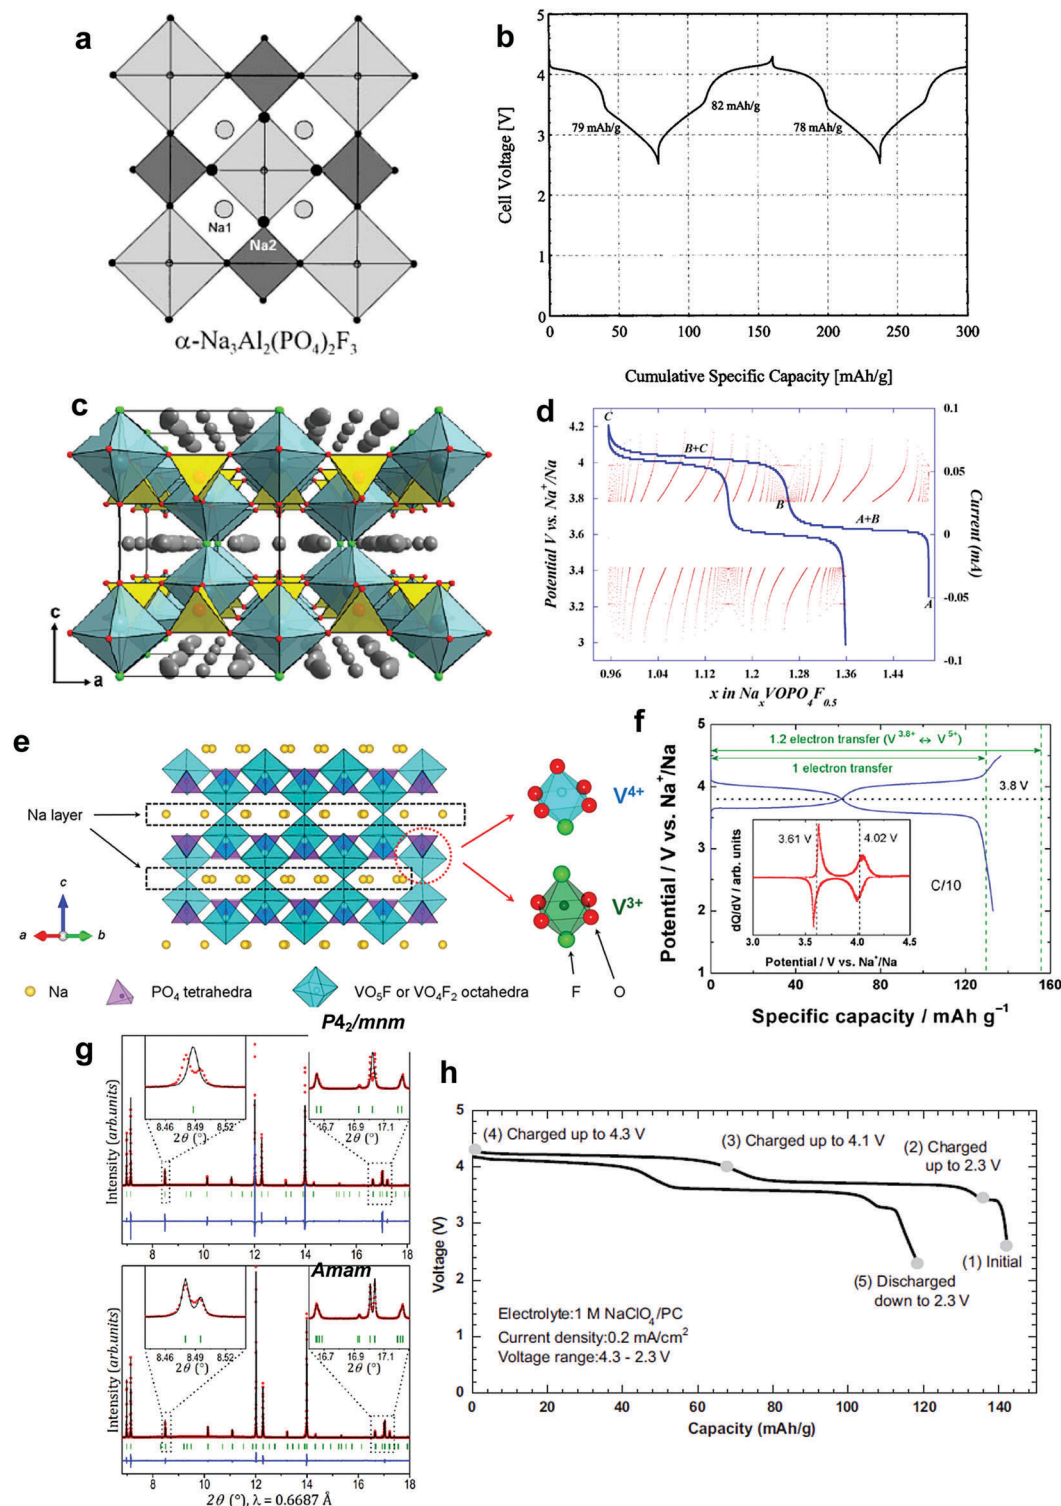 a
Na1
Na2
α-Na₃Al₂(PO₄)₂F₃
b
Cell Voltage [V]
5
4
3
2
1
0
79 mAh/g
82 mAh/g
78 mAh/g
0
50
100
150
200
250
300
Cumulative Specific Capacity [mAh/g]
c
c
a
d
Potential V vs. Na⁺/Na
4.2
4
3.8
3.6
3.4
3.2
3
C
B+C
B
A+B
A
0.1
0.05
0
-0.05
-0.1
Current (mA)
0.96
1.04
1.12
1.20
1.28
1.36
1.44
x in NaₓVOPO₄F₀.₅
e
Na layer
V⁴⁺
V³⁺
c
a
b
Na
PO₄ tetrahedra
VO₅F or VO₄F₂ octahedra
F
O
f
Potential / V vs. Na⁺/Na
5
4
3
2
1
1.2 electron transfer (V³·⁸⁺ ↔ V⁵⁺)
1 electron transfer
3.8 V
3.61 V
4.02 V
dQ/dV / arb. units
C/10
3.0
3.5
4.0
4.5
Potential / V vs. Na⁺/Na
0
40
80
120
160
Specific capacity / mAh g⁻¹
g
P4₂/mnm
Intensity (arb.units)
8.46
8.49
8.52
2θ (°)
16.7
16.9
17.1
2θ (°)
8
10
12
14
16
18
Amam
Intensity (arb.units)
8.46
8.49
8.52
2θ (°)
16.7
16.9
17.1
2θ (°)
8
10
12
14
16
18
2θ (°), λ = 0.6687 Å
h
Voltage (V)
5
4
3
2
1
0
(4) Charged up to 4.3 V
(3) Charged up to 4.1 V
(2) Charged
up to 2.3 V
(1) Initial
(5) Discharged
down to 2.3 V
Electrolyte:1 M NaClO₄/PC
Current density:0.2 mA/cm²
Voltage range:4.3 - 2.3 V
0
20
40
60
80
100
120
140
Capacity (mAh/g)